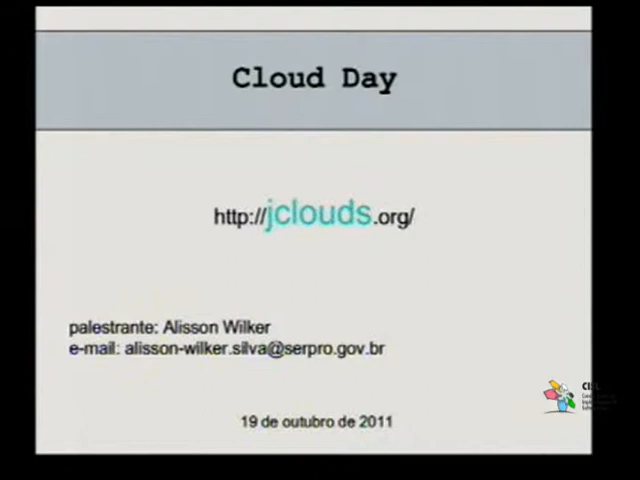 Cloud Day
http://jclouds.org/
palestrante: Alisson Wilker
e-mail: alisson-wilker.silva@serpro.gov.br
19 de outubro de 2011